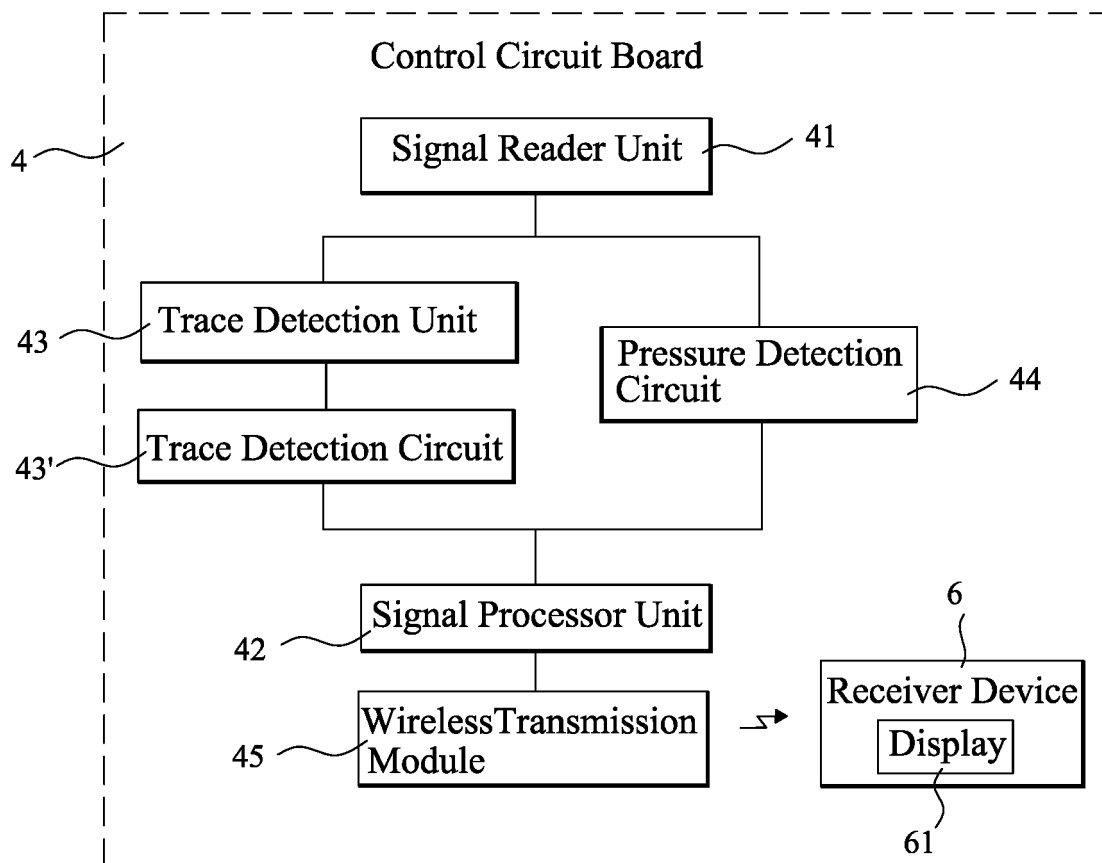 Control Circuit Board
4
Signal Reader Unit
41
Trace Detection Unit
43
Pressure Detection
Circuit
44
Trace Detection Circuit
43'
Signal Processor Unit
42
6
Receiver Device
WirelessTransmission
Module
45
Display
61